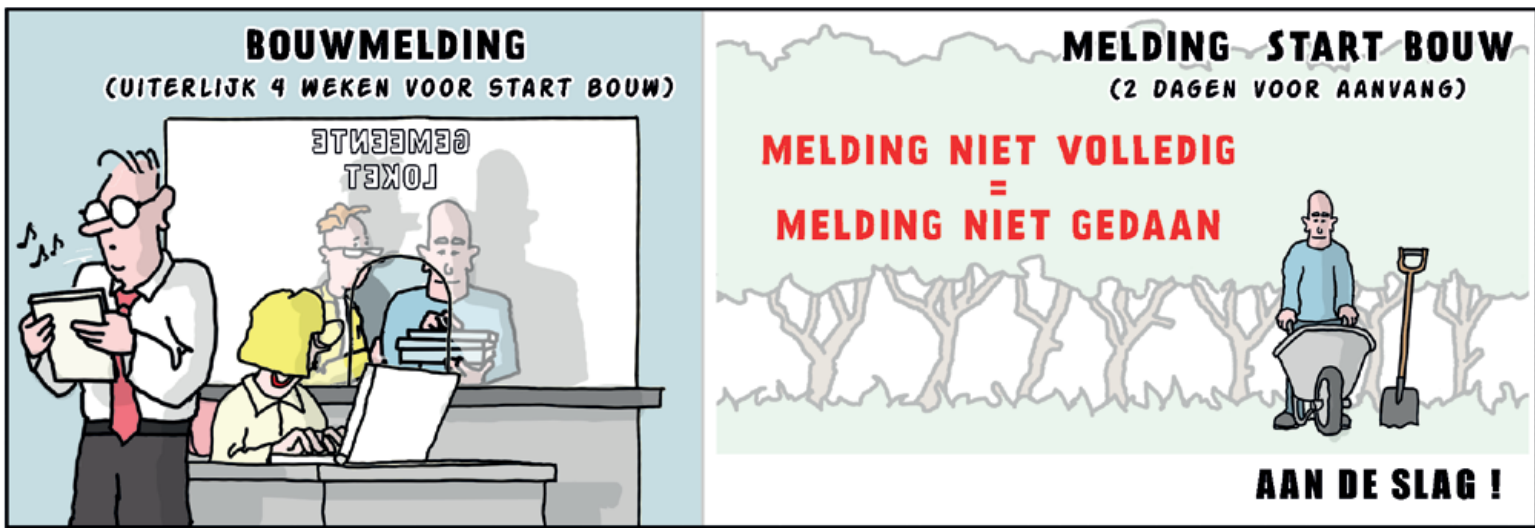 BOUWMELDING
(UITERLIJK 4 WEKEN VOOR START BOUW)
GEMEENTE
LOKET
MELDING START BOUW
(2 DAGEN VOOR AANVANG)
MELDING NIET VOLLEDIG
=
MELDING NIET GEDAAN
AAN DE SLAG !